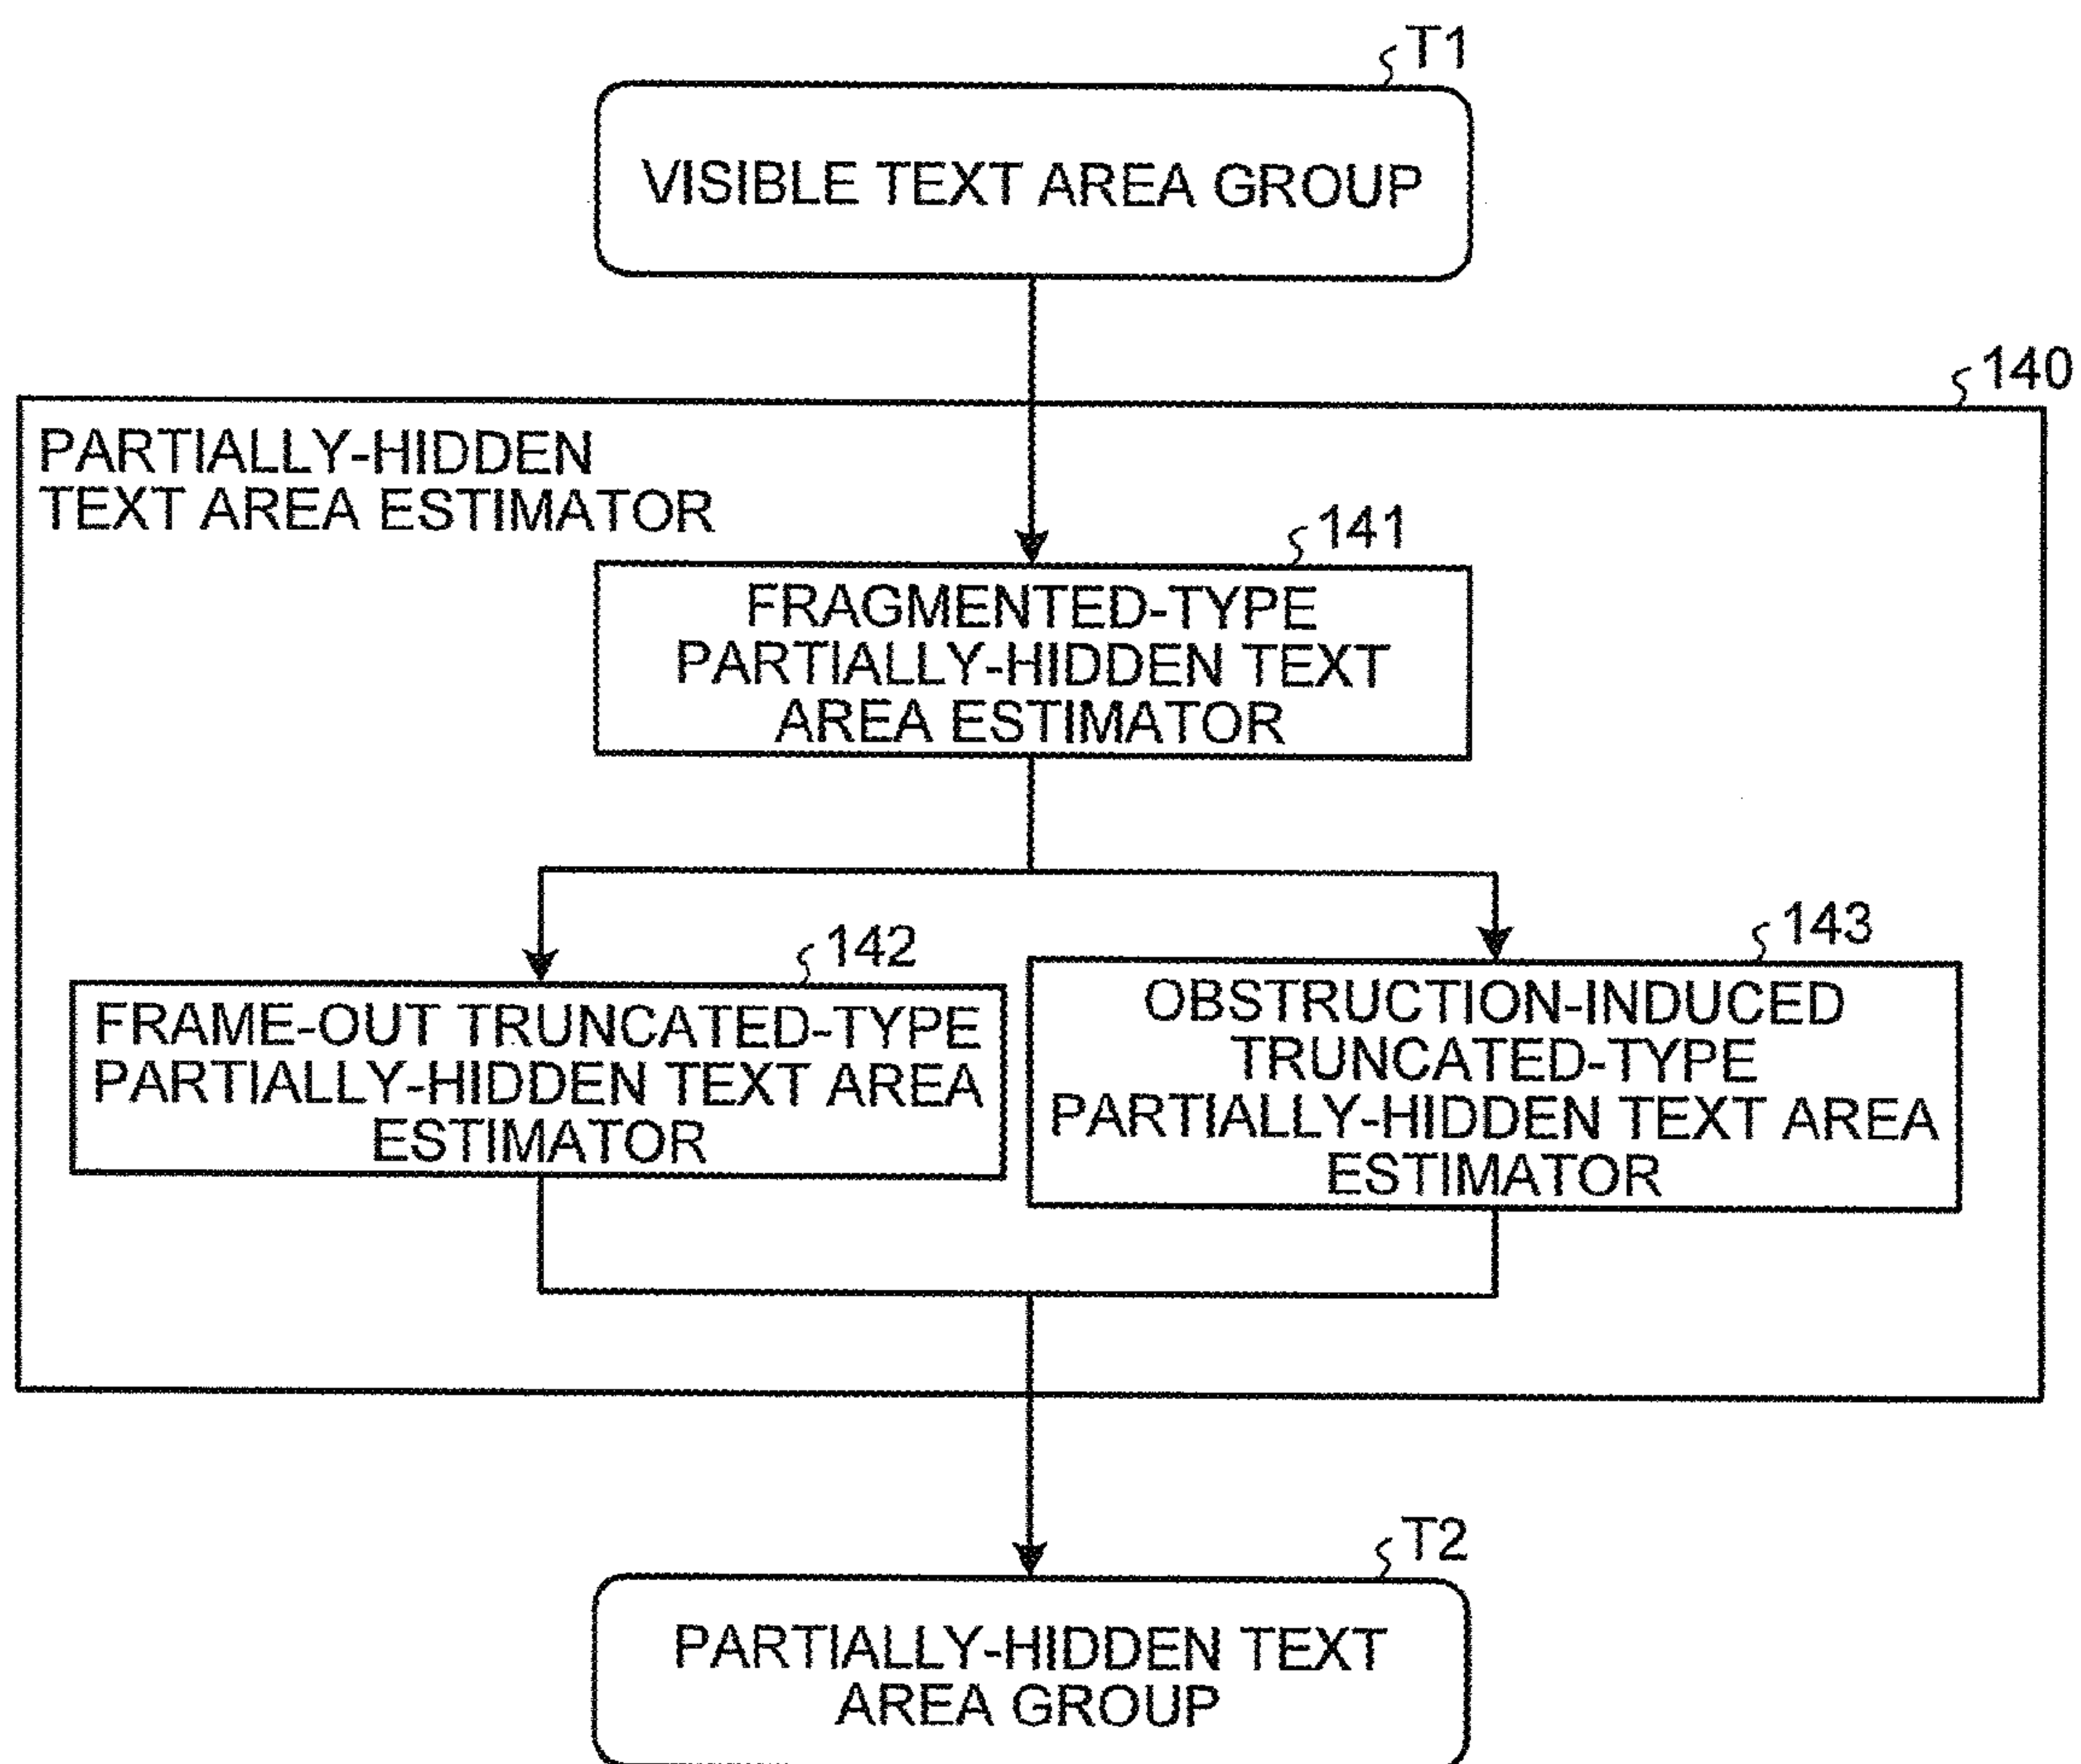 T1
VISIBLE TEXT AREA GROUP
140
PARTIALLY-HIDDEN
TEXT AREA ESTIMATOR
141
FRAGMENTED-TYPE
PARTIALLY-HIDDEN TEXT
AREA ESTIMATOR
142
FRAME-OUT TRUNCATED-TYPE
PARTIALLY-HIDDEN TEXT AREA
ESTIMATOR
143
OBSTRUCTION-INDUCED
TRUNCATED-TYPE
PARTIALLY-HIDDEN TEXT AREA
ESTIMATOR
T2
PARTIALLY-HIDDEN TEXT
AREA GROUP